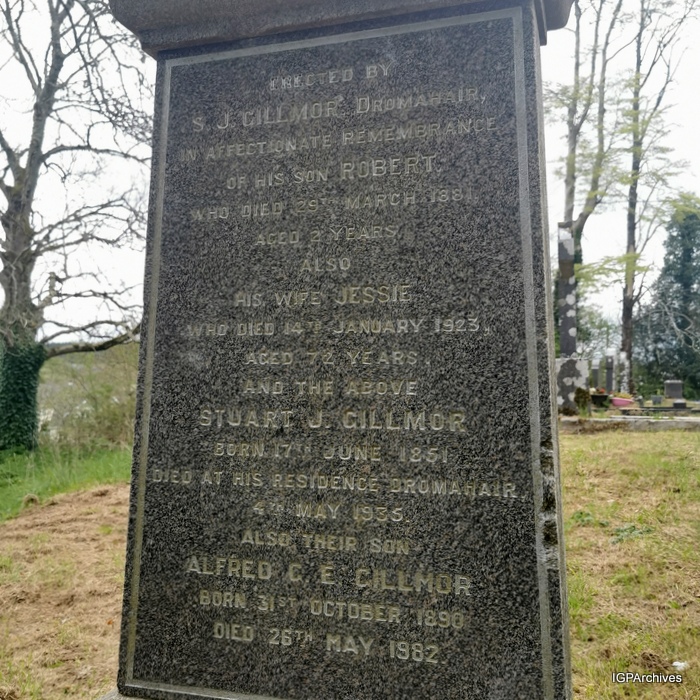 ERECTED BY
S. J. GILLMOR, DROMAHAIR,
IN AFFECTIONATE REMEMBRANCE
OF HIS SON ROBERT,
WHO DIED 29TH MARCH 1881,
AGED 2 YEARS,
ALSO
HIS WIFE JESSIE
WHO DIED 14TH JANUARY 1923,
AGED 72 YEARS,
AND THE ABOVE
STUART J. GILLMOR
BORN 17TH JUNE 1851
DIED AT HIS RESIDENCE DROMAHAIR,
4TH MAY 1935.
ALSO THEIR SON
ALFRED G. E. GILLMOR
BORN 31ST OCTOBER 1890
DIED 26TH MAY 1982
IGPArchives